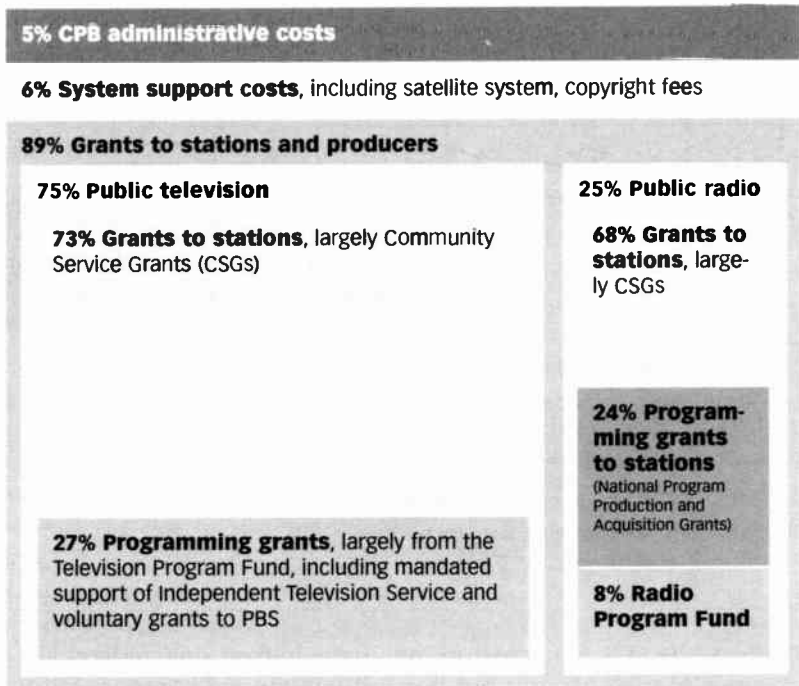 5% CPB administrative costs
6% System support costs, including satellite system, copyright fees
89% Grants to stations and producers
75% Public television
73% Grants to stations, largely Community
Service Grants (CSGs)
27% Programming grants, largely from the
Television Program Fund, including mandated
support of Independent Television Service and
voluntary grants to PBS
25% Public radio
68% Grants to
stations, large-
ly CSGs
24% Program-
ming grants
to stations
(National Program
Production and
Acquisition Grants)
8% Radio
Program Fund